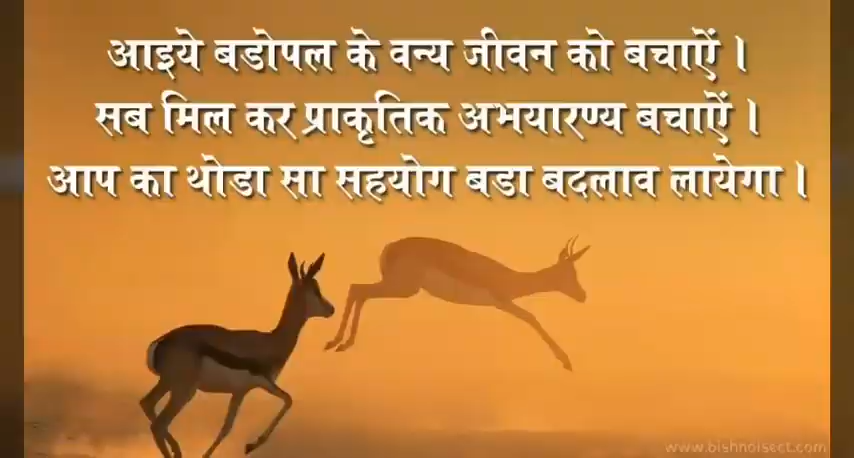 आइये बडोपल के वन्य जीवन को बचाऐं ।
सब मिल कर प्राकृतिक अभयारण्य बचाऐं ।
आप का थोडा सा सहयोग बडा बदलाव लायेगा ।
www.bishnoisect.com